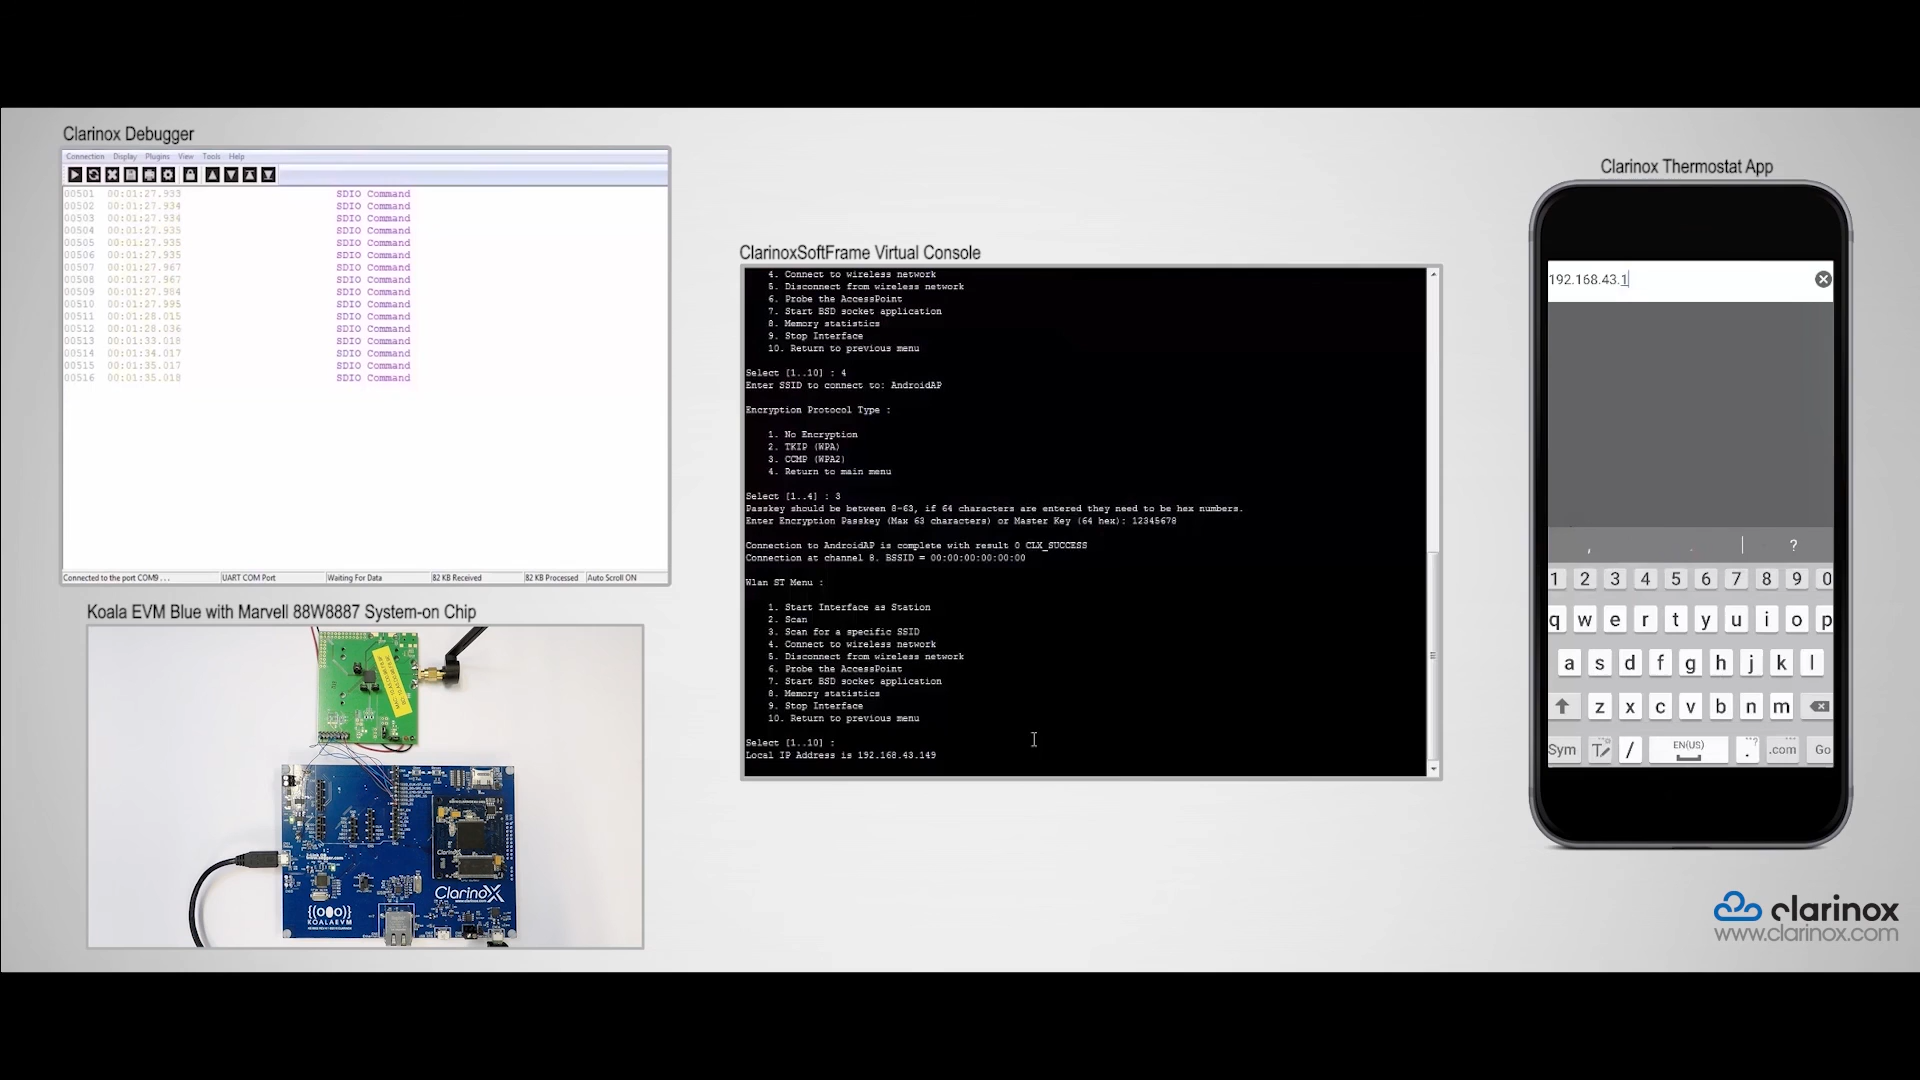 Clarinox Debugger
Connection Display Plugins View Tools Help
00501 00:01:27.933 SDIO Command
00502 00:01:27.934 SDIO Command
00503 00:01:27.934 SDIO Command
00504 00:01:27.935 SDIO Command
00505 00:01:27.935 SDIO Command
00506 00:01:27.935 SDIO Command
00507 00:01:27.967 SDIO Command
00508 00:01:27.967 SDIO Command
00509 00:01:27.984 SDIO Command
00510 00:01:27.995 SDIO Command
00511 00:01:28.015 SDIO Command
00512 00:01:28.036 SDIO Command
00513 00:01:33.018 SDIO Command
00514 00:01:34.017 SDIO Command
00515 00:01:35.017 SDIO Command
00516 00:01:35.018 SDIO Command
Connected to the port COM9 . . . UART COM Port Waiting For Data 82 KB Received 82 KB Processed Auto Scroll ON
Koala EVM Blue with Marvell 88W8887 System-on Chip
Clarinox
KOALAEVM
ClarinoxSoftFrame Virtual Console
4. Connect to wireless network
5. Disconnect from wireless network
6. Probe the AccessPoint
7. Start BSD socket application
8. Memory statistics
9. Stop Interface
10. Return to previous menu
Select [1..10] : 4
Enter SSID to connect to: AndroidAP
Encryption Protocol Type :
1. No Encryption
2. TKIP (WPA)
3. CCMP (WPA2)
4. Return to main menu
Select [1..4] : 3
Passkey should be between 8-63, if 64 characters are entered they need to be hex numbers.
Enter Encryption Passkey (Max 63 characters) or Master Key (64 hex): 12345678
Connection to AndroidAP is complete with result 0 CLX_SUCCESS
Connection at channel 8. BSSID = 00:00:00:00:00:00
Wlan ST Menu :
1. Start Interface as Station
2. Scan
3. Scan for a specific SSID
4. Connect to wireless network
5. Disconnect from wireless network
6. Probe the AccessPoint
7. Start BSD socket application
8. Memory statistics
9. Stop Interface
10. Return to previous menu
Select [1..10] :
Local IP Address is 192.168.43.149
Clarinox Thermostat App
192.168.43.1
, . ?
1 2 3 4 5 6 7 8 9 0
q w e r t y u i o p
a s d f g h j k l
z x c v b n m
Sym / EN(US) . .com Go
clarinox
www.clarinox.com